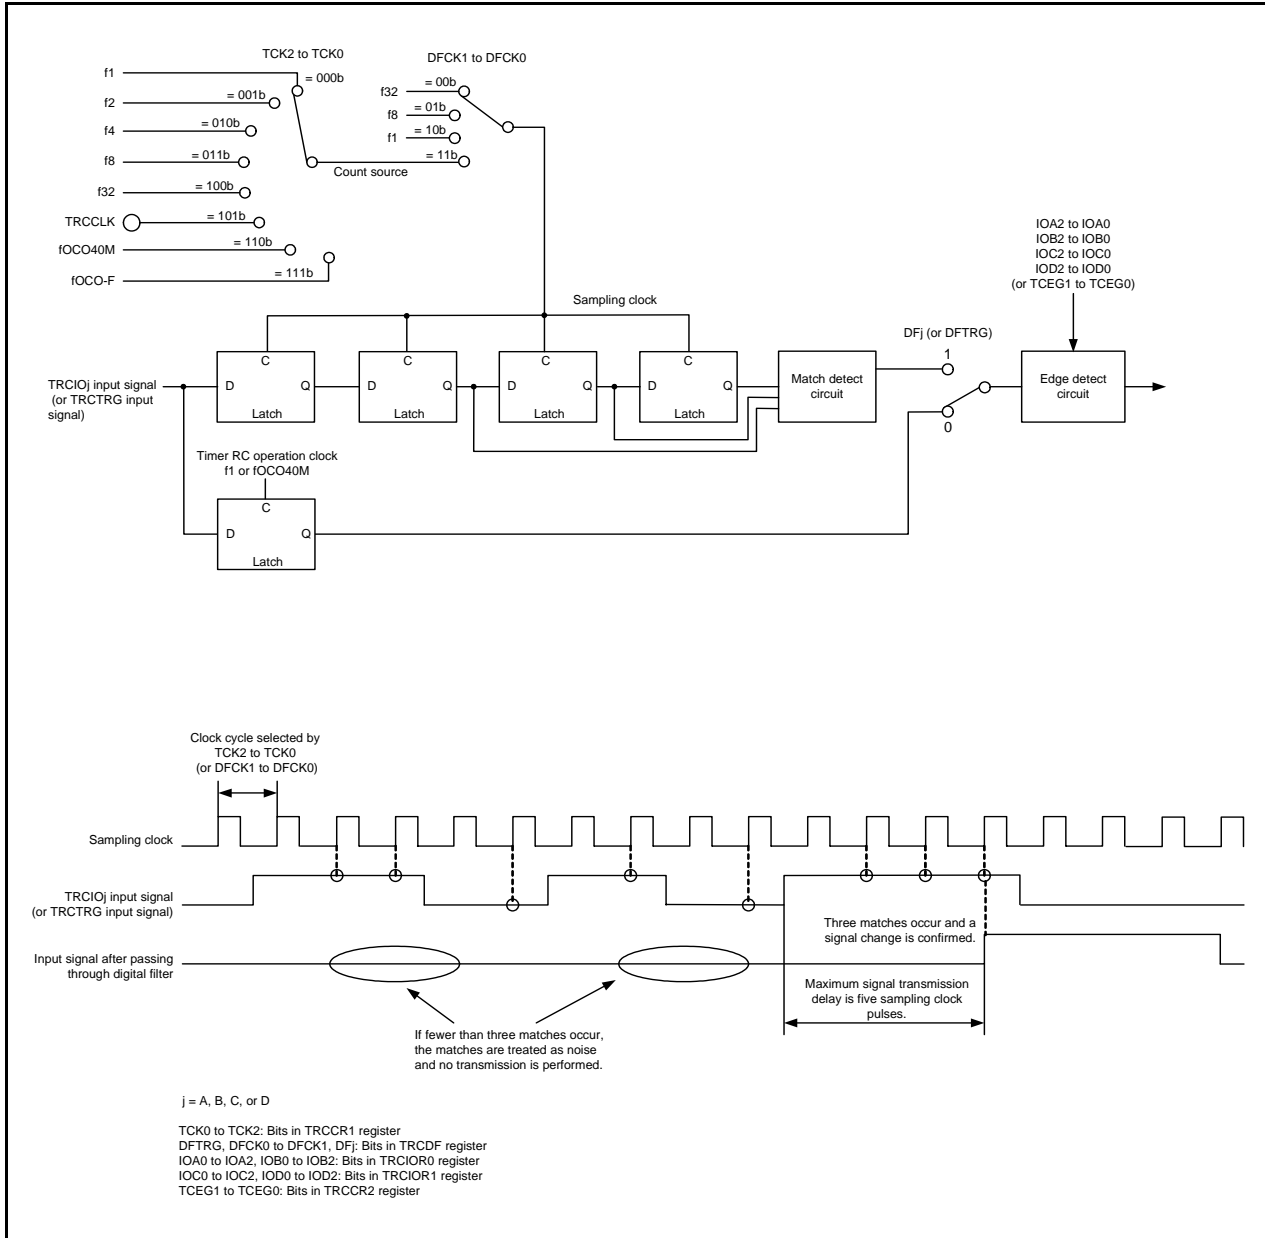 TCK2 to TCK0
DFCK1 to DFCK0
f1
= 000b
f2
= 001b
f4
= 010b
f8
= 011b
f32
= 100b
TRCCLK
= 101b
fOCO40M
= 110b
fOCO-F
= 111b
Count source
f32
= 00b
f8
= 01b
f1
= 10b
= 11b
Sampling clock
IOA2 to IOA0
IOB2 to IOB0
IOC2 to IOC0
IOD2 to IOD0
(or TCEG1 to TCEG0)
TRCIOj input signal
(or TRCTRG input
signal)
C
D
Q
Latch
C
D
Q
Latch
C
D
Q
Latch
C
D
Q
Latch
Match detect
circuit
DFj (or DFTRG)
1
0
Edge detect
circuit
Timer RC operation clock
f1 or fOCO40M
C
D
Q
Latch
Clock cycle selected by
TCK2 to TCK0
(or DFCK1 to DFCK0)
Sampling clock
TRCIOj input signal
(or TRCTRG input signal)
Three matches occur and a
signal change is confirmed.
Input signal after passing
through digital filter
Maximum signal transmission
delay is five sampling clock
pulses.
If fewer than three matches occur,
the matches are treated as noise
and no transmission is performed.
j = A, B, C, or D
TCK0 to TCK2: Bits in TRCCR1 register
DFTRG, DFCK0 to DFCK1, DFj: Bits in TRCDF register
IOA0 to IOA2, IOB0 to IOB2: Bits in TRCIOR0 register
IOC0 to IOC2, IOD0 to IOD2: Bits in TRCIOR1 register
TCEG1 to TCEG0: Bits in TRCCR2 register